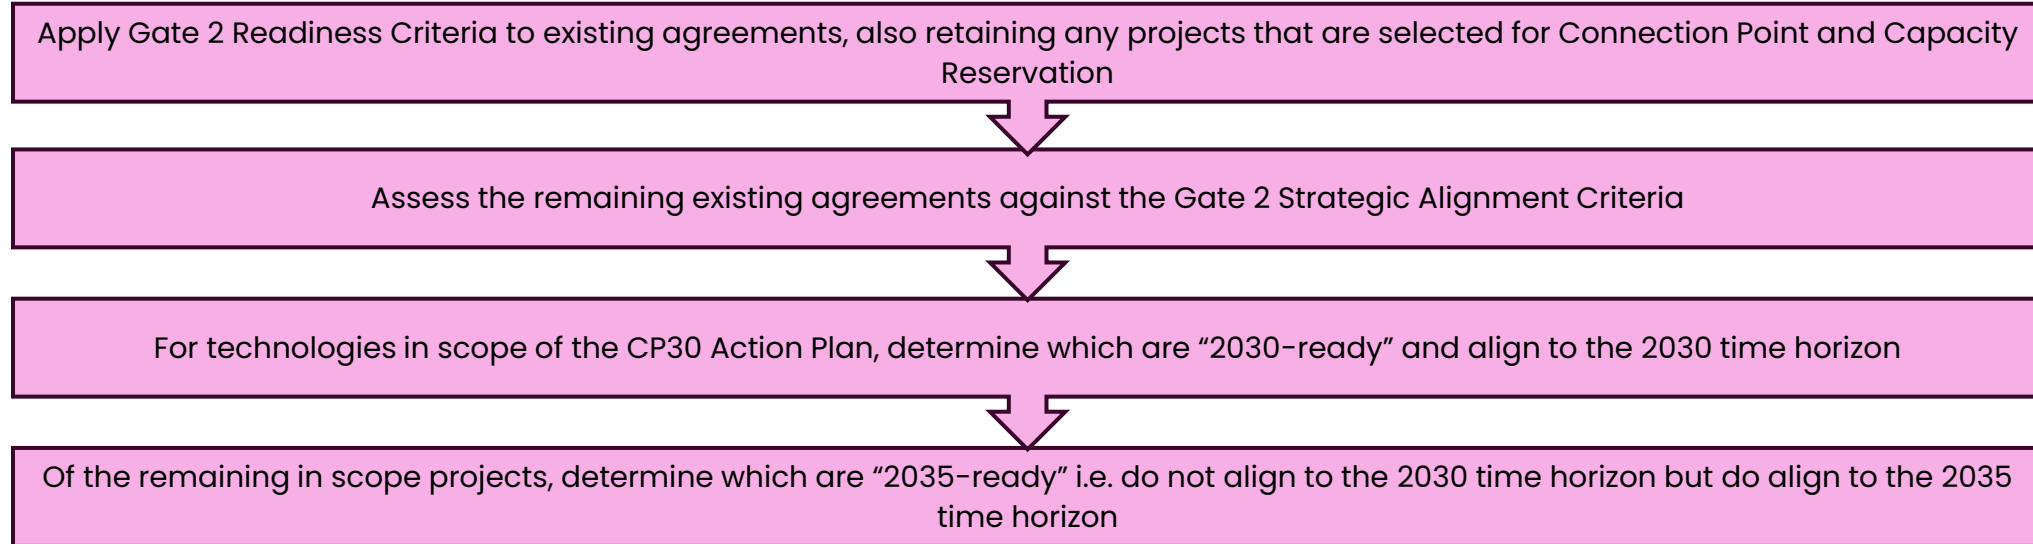 Apply Gate 2 Readiness Criteria to existing agreements, also retaining any projects that are selected for Connection Point and Capacity
Reservation
Assess the remaining existing agreements against the Gate 2 Strategic Alignment Criteria
For technologies in scope of the CP30 Action Plan, determine which are “2030-ready” and align to the 2030 time horizon
Of the remaining in scope projects, determine which are “2035-ready” i.e. do not align to the 2030 time horizon but do align to the 2035
time horizon